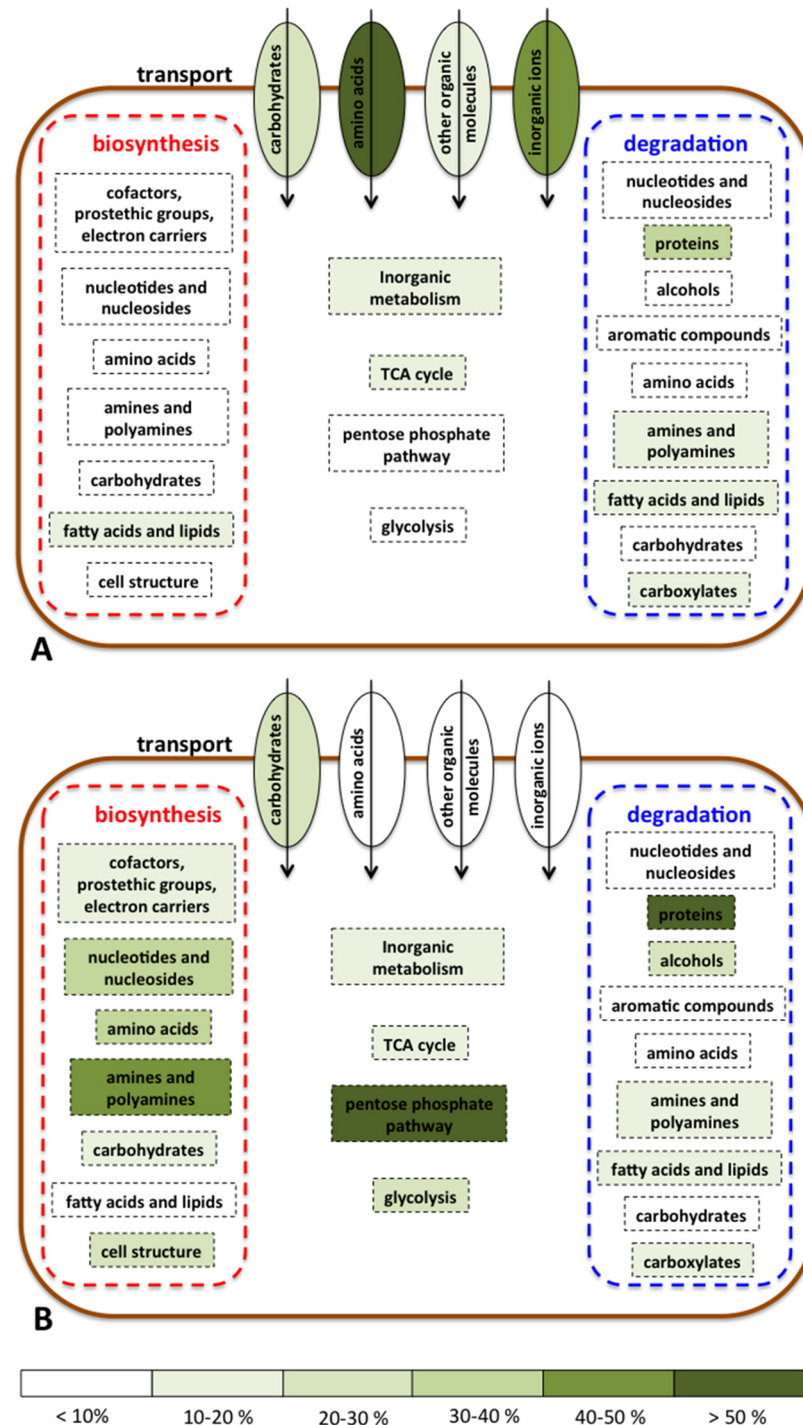 transport
carbohydrates
amino acids
other organic
molecules
inorganic ions
biosynthesis
cofactors,
prostethic groups,
electron carriers
nucleotides and
nucleosides
amino acids
amines and
polyamines
carbohydrates
fatty acids and lipids
cell structure
Inorganic
metabolism
TCA cycle
pentose phosphate
pathway
glycolysis
degradation
nucleotides and
nucleosides
proteins
alcohols
aromatic compounds
amino acids
amines and
polyamines
fatty acids and lipids
carbohydrates
carboxylates
A
transport
carbohydrates
amino acids
other organic
molecules
inorganic ions
biosynthesis
cofactors,
prostethic groups,
electron carriers
nucleotides and
nucleosides
amino acids
amines and
polyamines
carbohydrates
fatty acids and lipids
cell structure
Inorganic
metabolism
TCA cycle
pentose phosphate
pathway
glycolysis
degradation
nucleotides and
nucleosides
proteins
alcohols
aromatic compounds
amino acids
amines and
polyamines
fatty acids and lipids
carbohydrates
carboxylates
B
< 10% 10-20 % 20-30 % 30-40 % 40-50 % > 50 %